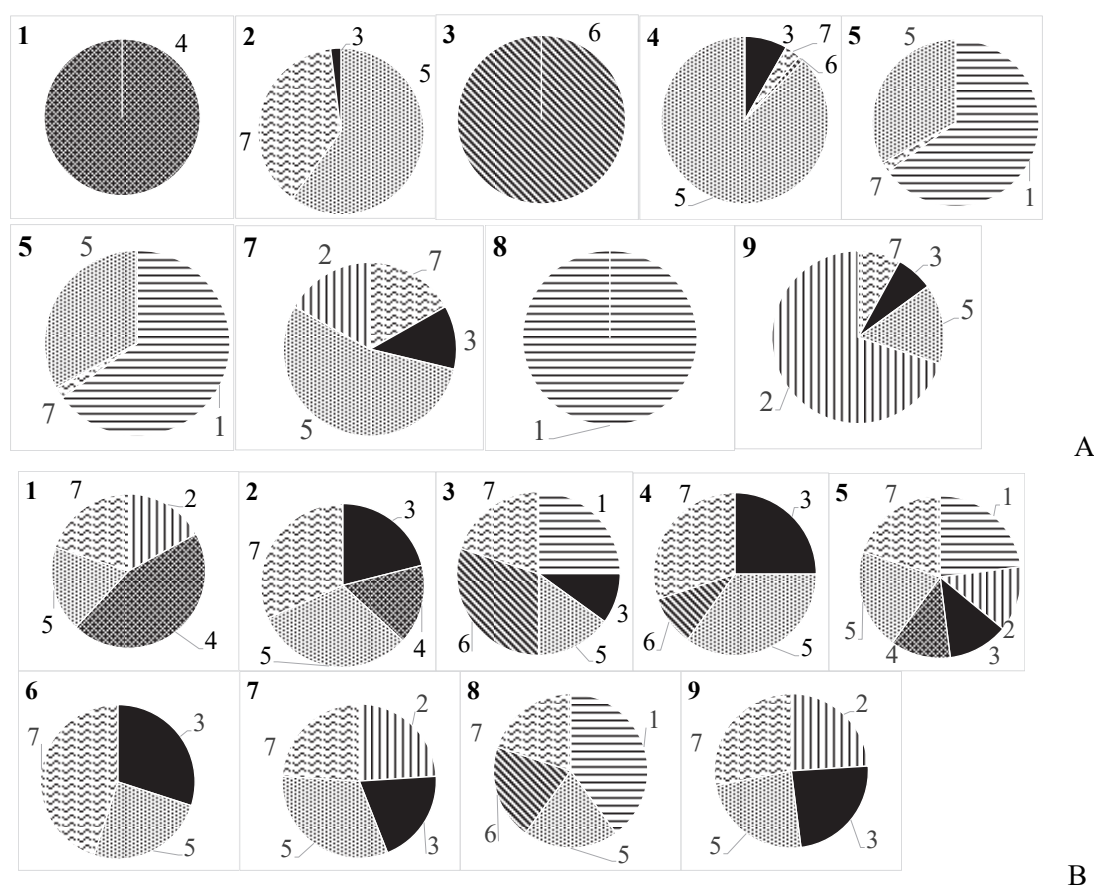 1 4
2 3 5 7
3 6
4 3 7 6 5
5 5 7 1
5 5 7 1
7 2 7 3 5
8 1
9 7 3 5 2
A
1 7 2 5 4
2 3 7 4 5
3 7 1 3 6 5
4 7 3 6 5
5 7 1 5 2 4 3
6 3 7 5
7 2 7 5 3
8 7 1 6 5
9 2 7 5 3
B